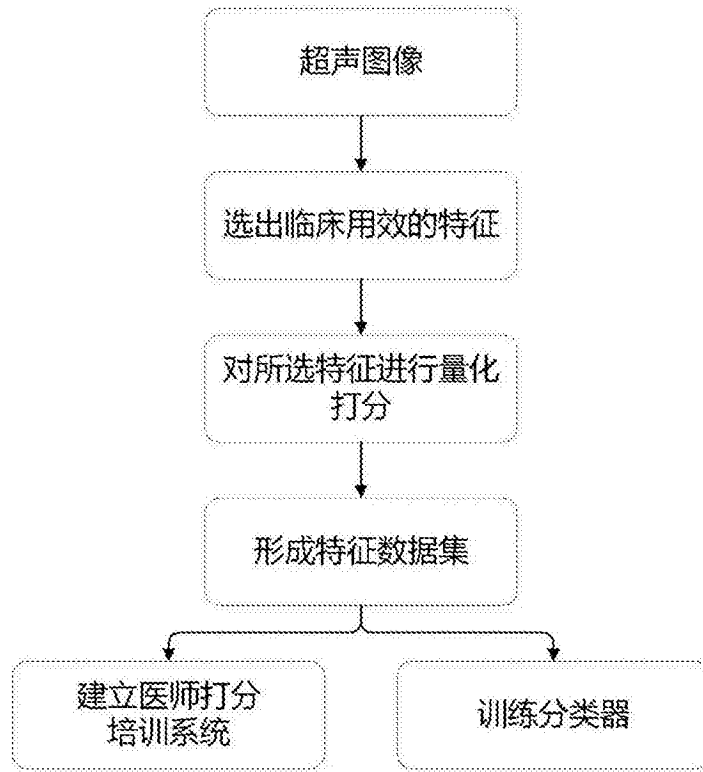 超声图像
选出临床用效的特征
对所选特征进行量化
打分
形成特征数据集
建立医师打分
培训系统
训练分类器